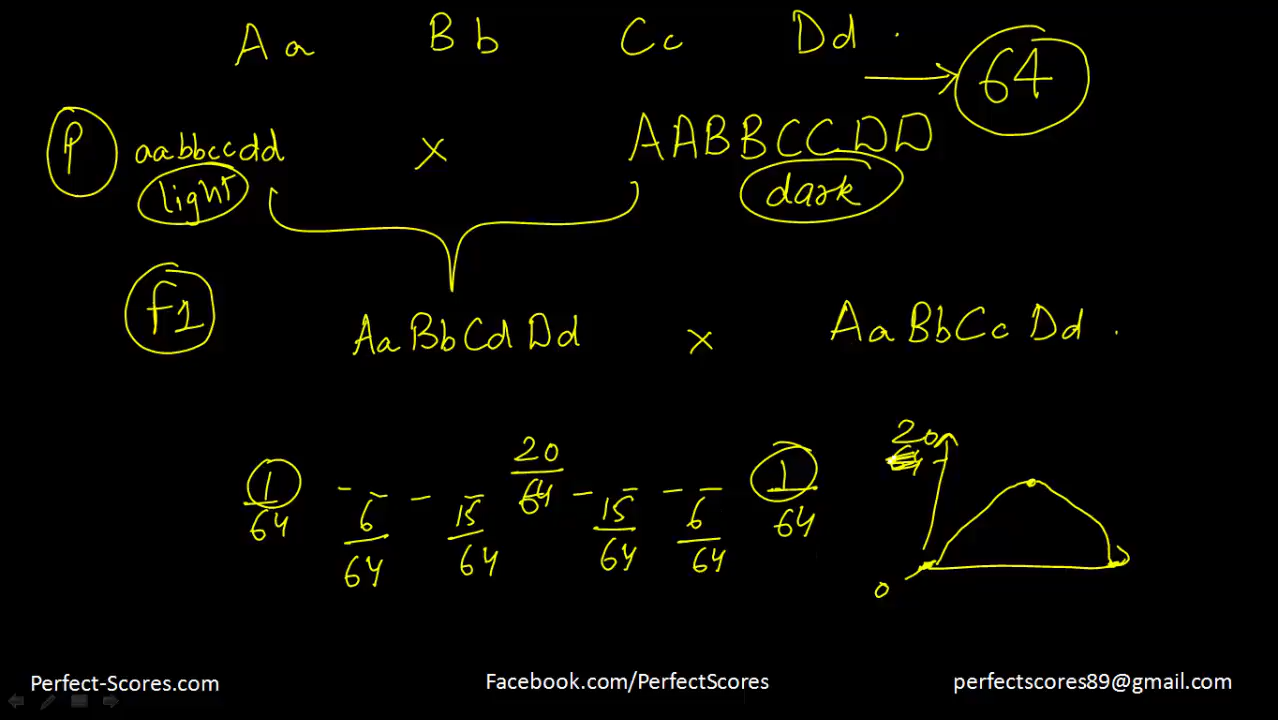 Aa Bb Cc Dd .
→ 64
P aabbccdd x AABBCCDD
light dark
f1
AaBbCdDd x AaBbCcDd .
1/64 - 6/64 - 15/64 - 20/64 - 15/64 - 6/64 - 1/64
20
0
Perfect-Scores.com Facebook.com/PerfectScores perfectscores89@gmail.com